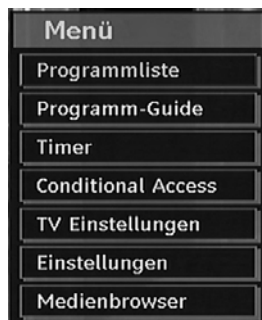 Menü
Programmliste
Programm-Guide
Timer
Conditional Access
TV Einstellungen
Einstellungen
Medienbrowser